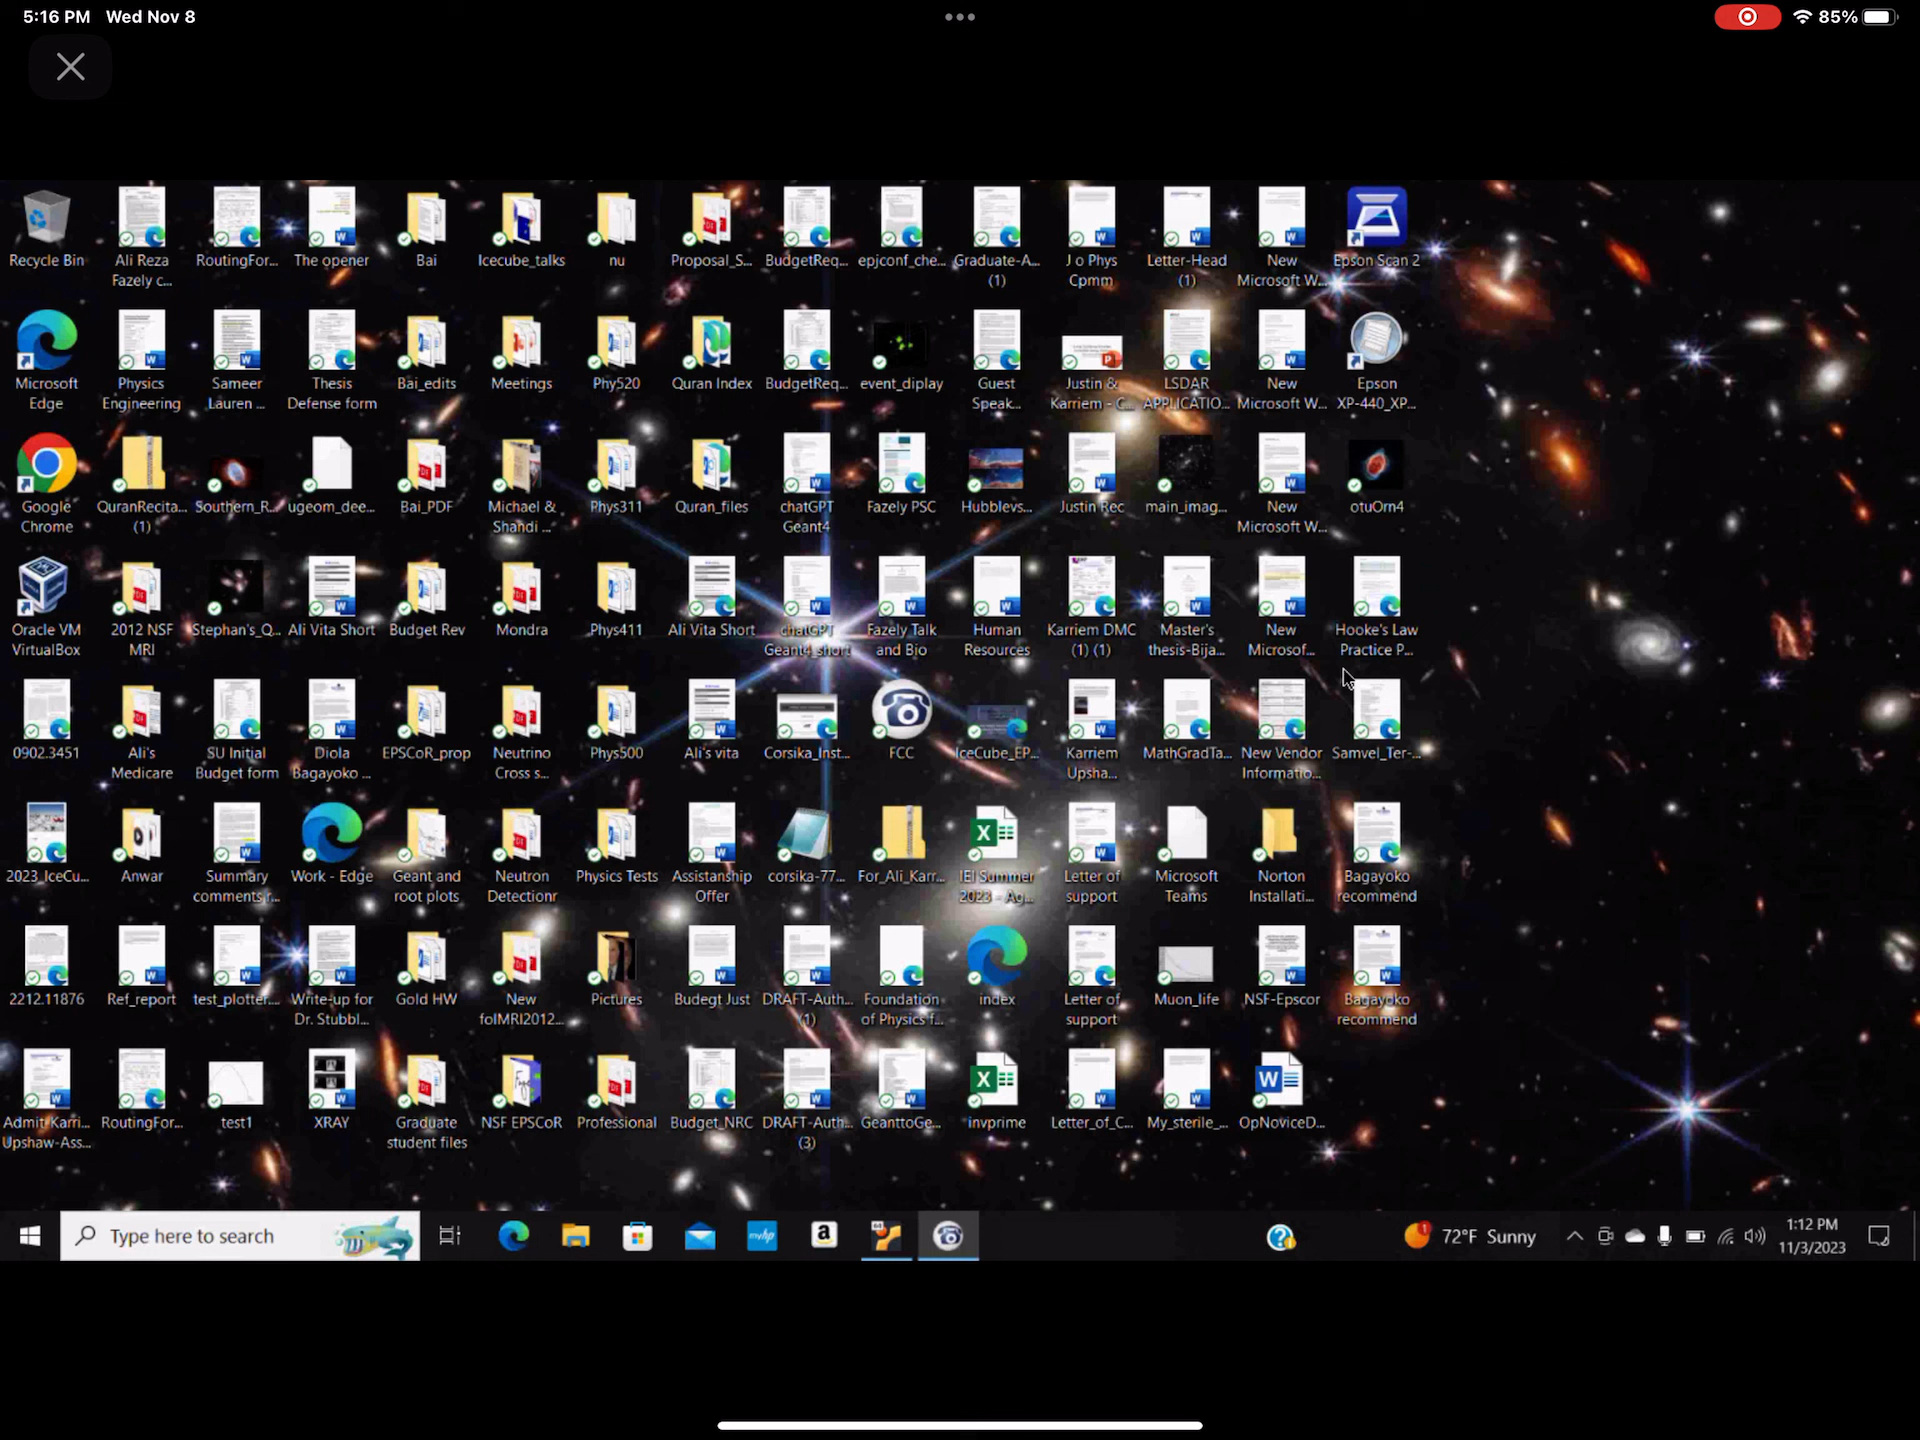 5:16 PM Wed Nov 8
85%
Recycle Bin
Ali Reza
Fazely c...
RoutingFor...
The opener
Bai
Icecube_talks
nu
Proposal_S...
BudgetReq...
epjconf_che...
Graduate-A...
(1)
J o Phys
Cpmm
Letter-Head
(1)
New
Microsoft W...
Epson Scan 2
Microsoft
Edge
Physics
Engineering
Sameer
Lauren ...
Thesis
Defense form
Bai_edits
Meetings
Phy520
Quran Index
BudgetReq...
event_diplay
Guest
Speak...
Justin &
Karriem - C...
LSDAR
APPLICATIO...
New
Microsoft W...
Epson
XP-440_XP...
Google
Chrome
QuranRecita...
(1)
Southern_R...
ugeom_dee...
Bai_PDF
Michael &
Shandi ...
Phys311
Quran_files
chatGPT
Geant4
Fazely PSC
Hubblevs...
Justin Rec
main_imag...
New
Microsoft W...
otuOrn4
Oracle VM
VirtualBox
2012 NSF
MRI
Stephan's_Q...
Ali Vita Short
Budget Rev
Mondra
Phys411
Ali Vita Short
chatGPT
Geant4_short
Fazely Talk
and Bio
Human
Resources
Karriem DMC
(1) (1)
Master's
thesis-Bija...
New
Microsof...
Hooke's Law
Practice P...
0902.3451
Ali's
Medicare
SU Initial
Budget form
Diola
Bagayoko ...
EPSCoR_prop
Neutrino
Cross s...
Phys500
Ali's vita
Corsika_Inst...
FCC
IceCube_EP...
Karriem
Upsha...
MathGradTa...
New Vendor
Informatio...
Samvel_Ter-...
2023_IceCu...
Anwar
Summary
comments r...
Work - Edge
Geant and
root plots
Neutron
Detectionr
Physics Tests
Assistanship
Offer
corsika-77...
For_Ali_Karr...
IEI Summer
2023 - Ag...
Letter of
support
Microsoft
Teams
Norton
Installati...
Bagayoko
recommend
2212.11876
Ref_report
test_plotter...
Write-up for
Dr. Stubbl...
Gold HW
New
folMRI2012...
Pictures
Budegt Just
DRAFT-Auth...
(1)
Foundation
of Physics f...
index
Letter of
support
Muon_life
NSF-Epscor
Bagayoko
recommend
Admit Karri...
Upshaw-Ass...
RoutingFor...
test1
XRAY
Graduate
student files
NSF EPSCoR
Professional
Budget_NRC
DRAFT-Auth...
(3)
GeanttoGe...
invprime
Letter_of_C...
My_sterile_...
OpNoviceD...
Type here to search
72°F Sunny
1:12 PM
11/3/2023